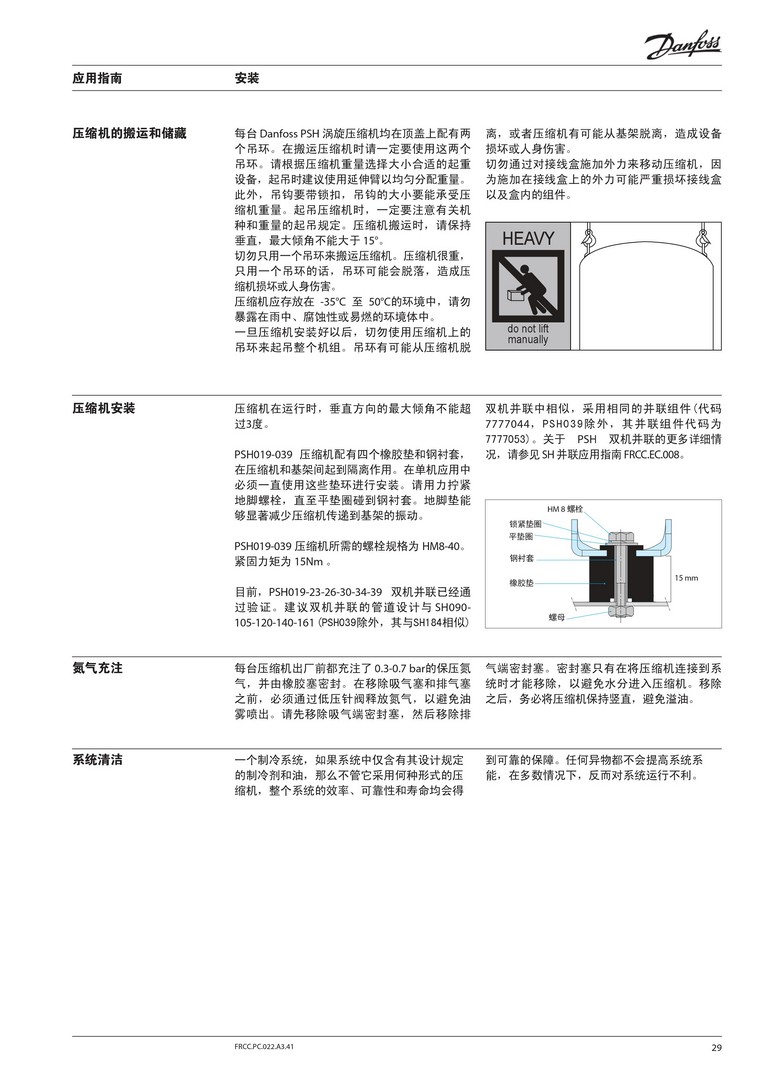 Danfoss
应用指南
安装
压缩机的搬运和储藏
每台 Danfoss PSH 涡旋压缩机均在顶盖上配有两
个吊环。在搬运压缩机时请一定要使用这两个
吊环。请根据压缩机重量选择大小合适的起重
设备，起吊时建议使用延伸臂以均匀分配重量。
此外，吊钩要带锁扣，吊钩的大小要能承受压
缩机重量。起吊压缩机时，一定要注意有关机
种和重量的起吊规定。压缩机搬运时，请保持
垂直，最大倾角不能大于 15°。
切勿只用一个吊环来搬运压缩机。压缩机很重，
只用一个吊环的话，吊环可能会脱落，造成压
缩机损坏或人身伤害。
压缩机应存放在 -35℃ 至 50℃的环境中，请勿
暴露在雨中、腐蚀性或易燃的环境体中。
一旦压缩机安装好以后，切勿使用压缩机上的
吊环来起吊整个机组。吊环有可能从压缩机脱
离，或者压缩机有可能从基架脱离，造成设备
损坏或人身伤害。
切勿通过对接线盒施加外力来移动压缩机，因
为施加在接线盒上的外力可能严重损坏接线盒
以及盒内的组件。
HEAVY
do not lift
manually
压缩机安装
压缩机在运行时，垂直方向的最大倾角不能超
过3度。
PSH019-039 压缩机配有四个橡胶垫和钢衬套，
在压缩机和基架间起到隔离作用。在单机应用中
必须一直使用这些垫环进行安装。请用力拧紧
地脚螺栓，直至平垫圈碰到钢衬套。地脚垫能
够显著减少压缩机传递到基架的振动。
PSH019-039 压缩机所需的螺栓规格为 HM8-40。
紧固力矩为 15Nm 。
目前，PSH019-23-26-30-34-39 双机并联已经通
过验证。建议双机并联的管道设计与 SH090-
105-120-140-161 (PSH039除外，其与SH184相似)
双机并联中相似，采用相同的并联组件(代码
7777044，PSH039除外，其并联组件代码为
7777053)。关于 PSH 双机并联的更多详细情
况，请参见 SH 并联应用指南 FRCC.EC.008。
HM 8 螺栓
锁紧垫圈
平垫圈
钢衬套
橡胶垫
15 mm
螺母
氮气充注
每台压缩机出厂前都充注了 0.3-0.7 bar的保压氮
气，并由橡胶塞密封。在移除吸气塞和排气塞
之前，必须通过低压针阀释放氮气，以避免油
雾喷出。请先移除吸气端密封塞，然后移除排
气端密封塞。密封塞只有在将压缩机连接到系
统时才能移除，以避免水分进入压缩机。移除
之后，务必将压缩机保持竖直，避免溢油。
系统清洁
一个制冷系统，如果系统中仅含有其设计规定
的制冷剂和油，那么不管它采用何种形式的压
缩机，整个系统的效率、可靠性和寿命均会得
到可靠的保障。任何异物都不会提高系统系
能，在多数情况下，反而对系统运行不利。
FRCC.PC.022.A3.41
29